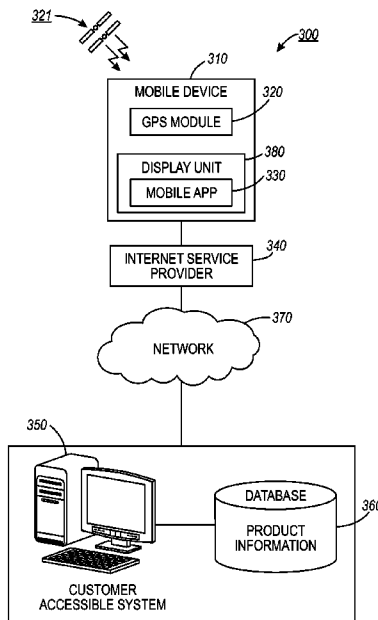 321
300
310
MOBILE DEVICE
320
GPS MODULE
380
DISPLAY UNIT
330
MOBILE APP
340
INTERNET SERVICE
PROVIDER
370
NETWORK
350
DATABASE
360
PRODUCT
INFORMATION
CUSTOMER
ACCESSIBLE SYSTEM